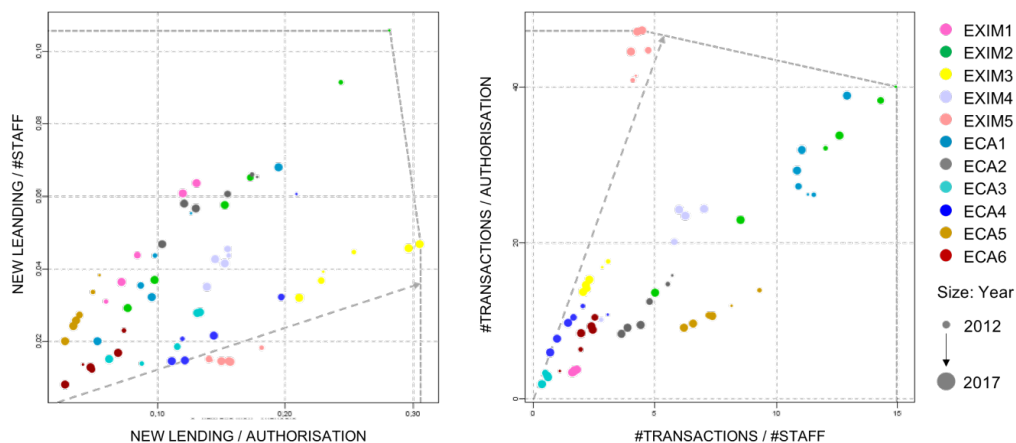 0,10
0,08
0,06
0,04
0,02
NEW LEANDING / #STAFF
0,10
0,20
0,30
NEW LENDING / AUTHORISATION
40
20
0
#TRANSACTIONS / AUTHORISATION
0
5
10
15
#TRANSACTIONS / #STAFF
EXIM1
EXIM2
EXIM3
EXIM4
EXIM5
ECA1
ECA2
ECA3
ECA4
ECA5
ECA6
Size: Year
2012
2017